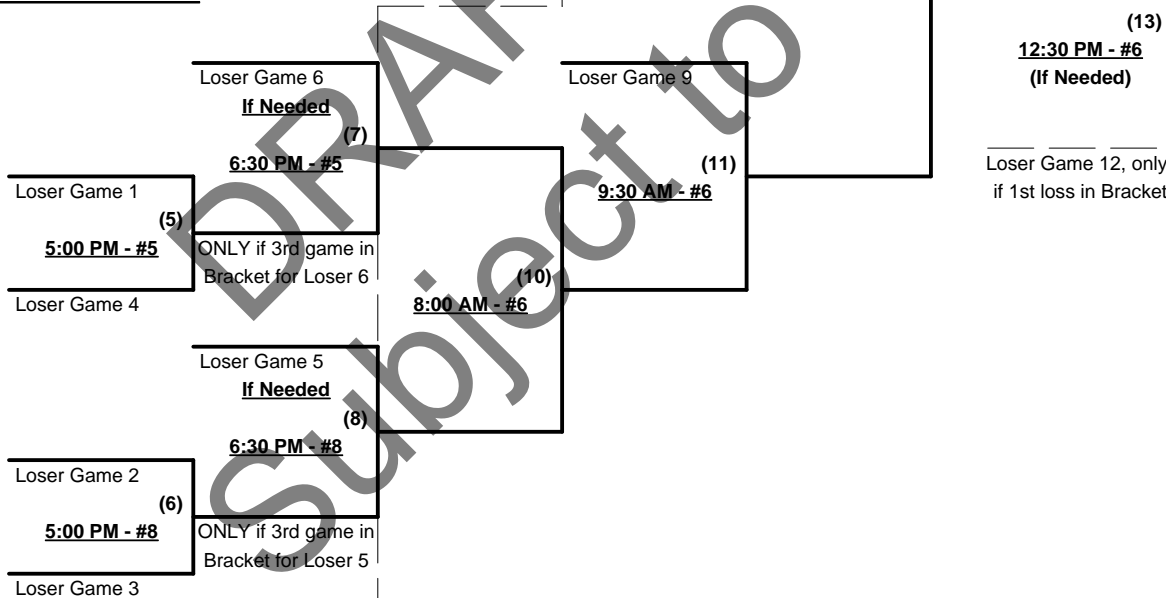 (13)
12:30 PM - #6
(If Needed)
Loser Game 6
If Needed
(7)
6:30 PM - #5
Loser Game 9
(11)
9:30 AM - #6
Loser Game 12, only
if 1st loss in Bracket
Loser Game 1
(5)
5:00 PM - #5
Loser Game 4
ONLY if 3rd game in
Bracket for Loser 6
(10)
8:00 AM - #6
Loser Game 5
If Needed
(8)
6:30 PM - #8
Loser Game 2
(6)
5:00 PM - #8
Loser Game 3
ONLY if 3rd game in
Bracket for Loser 5
DRAF
Subject to